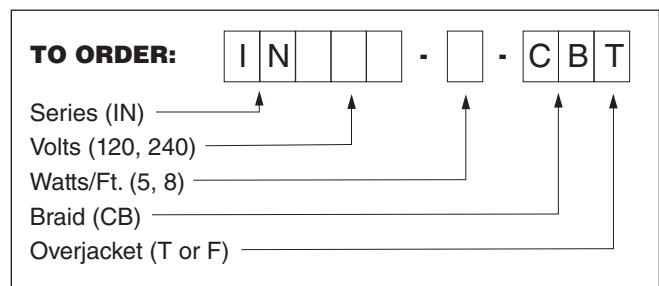 TO ORDER: I N - - C B T
Series (IN)
Volts (120, 240)
Watts/Ft. (5, 8)
Braid (CB)
Overjacket (T or F)